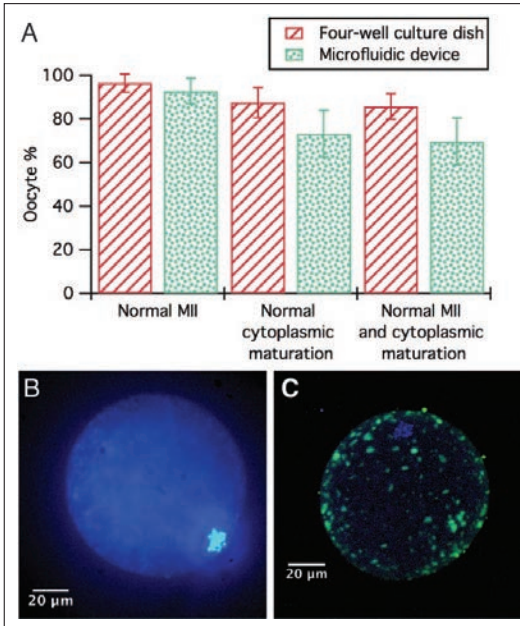 A
Four-well culture dish
Microfluidic device
Oocyte %
100
80
60
40
20
0
Normal MII
Normal
cytoplasmic
maturation
Normal MII
and cytoplasmic
maturation
B
20 µm
C
20 µm